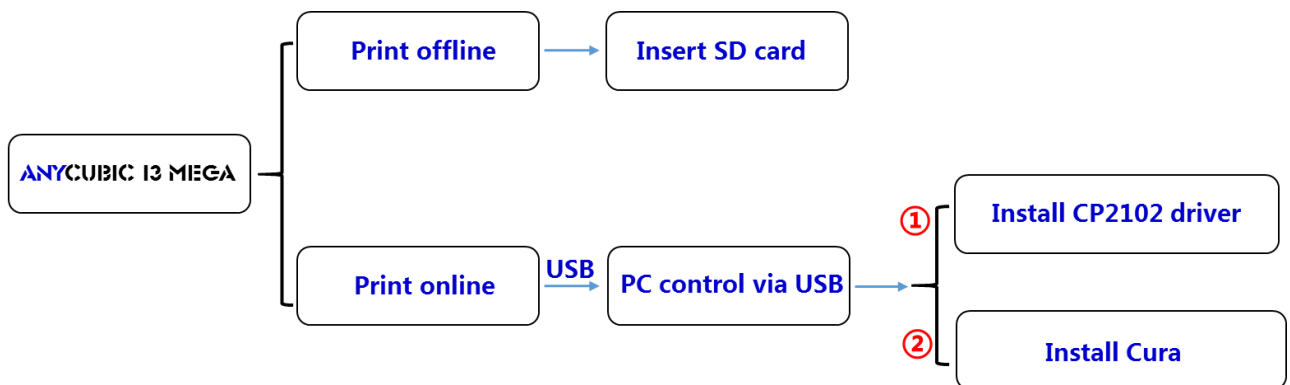 Print offline
Insert SD card
ANYCUBIC I3 MEGA
Install CP2102 driver
①
Print online
USB
PC control via USB
②
Install Cura